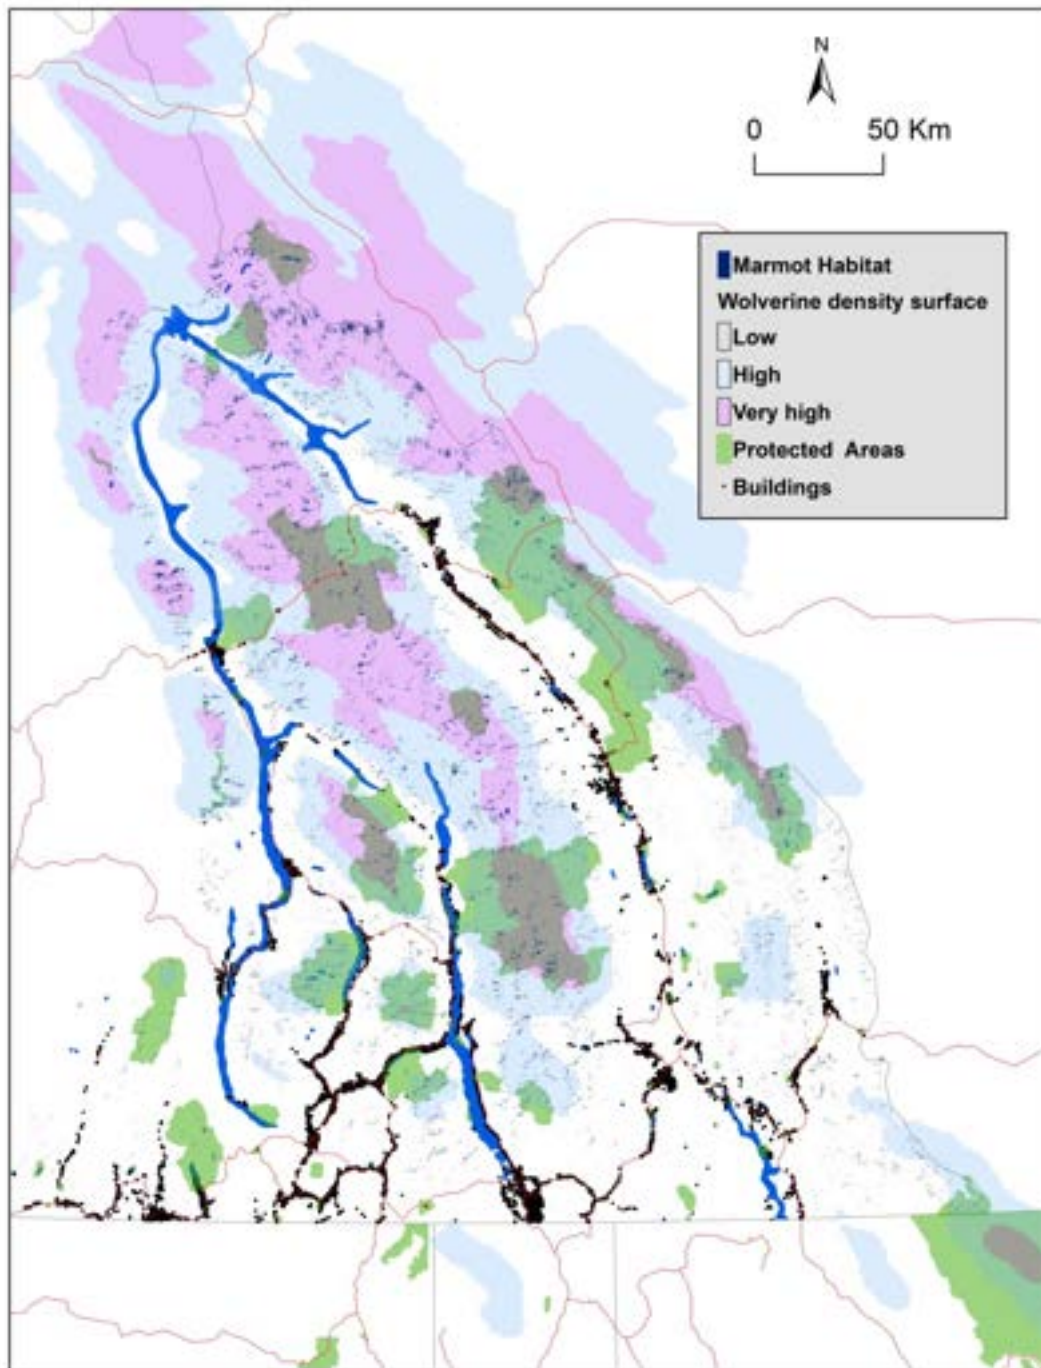 N
0 50 Km
Marmot Habitat
Wolverine density surface
Low
High
Very high
Protected Areas
· Buildings